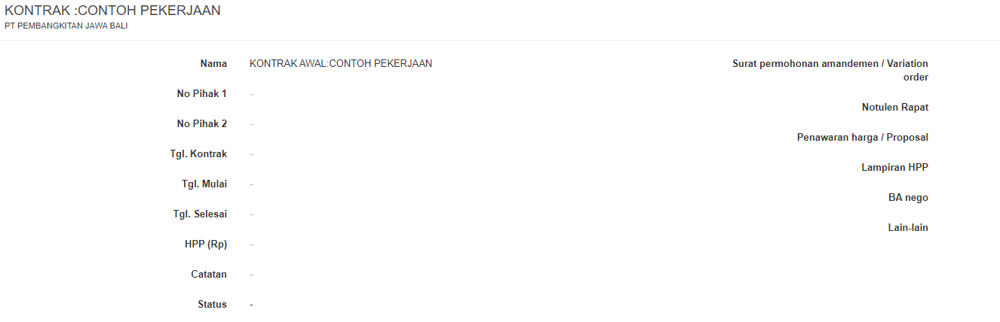 KONTRAK :CONTOH PEKERJAAN
PT PEMBANGKITAN JAWA BALI
Nama KONTRAK AWAL:CONTOH PEKERJAAN
No Pihak 1 -
No Pihak 2 -
Tgl. Kontrak -
Tgl. Mulai -
Tgl. Selesai -
HPP (Rp) -
Catatan -
Status -
Surat permohonan amandemen / Variation
order
Notulen Rapat
Penawaran harga / Proposal
Lampiran HPP
BA nego
Lain-lain